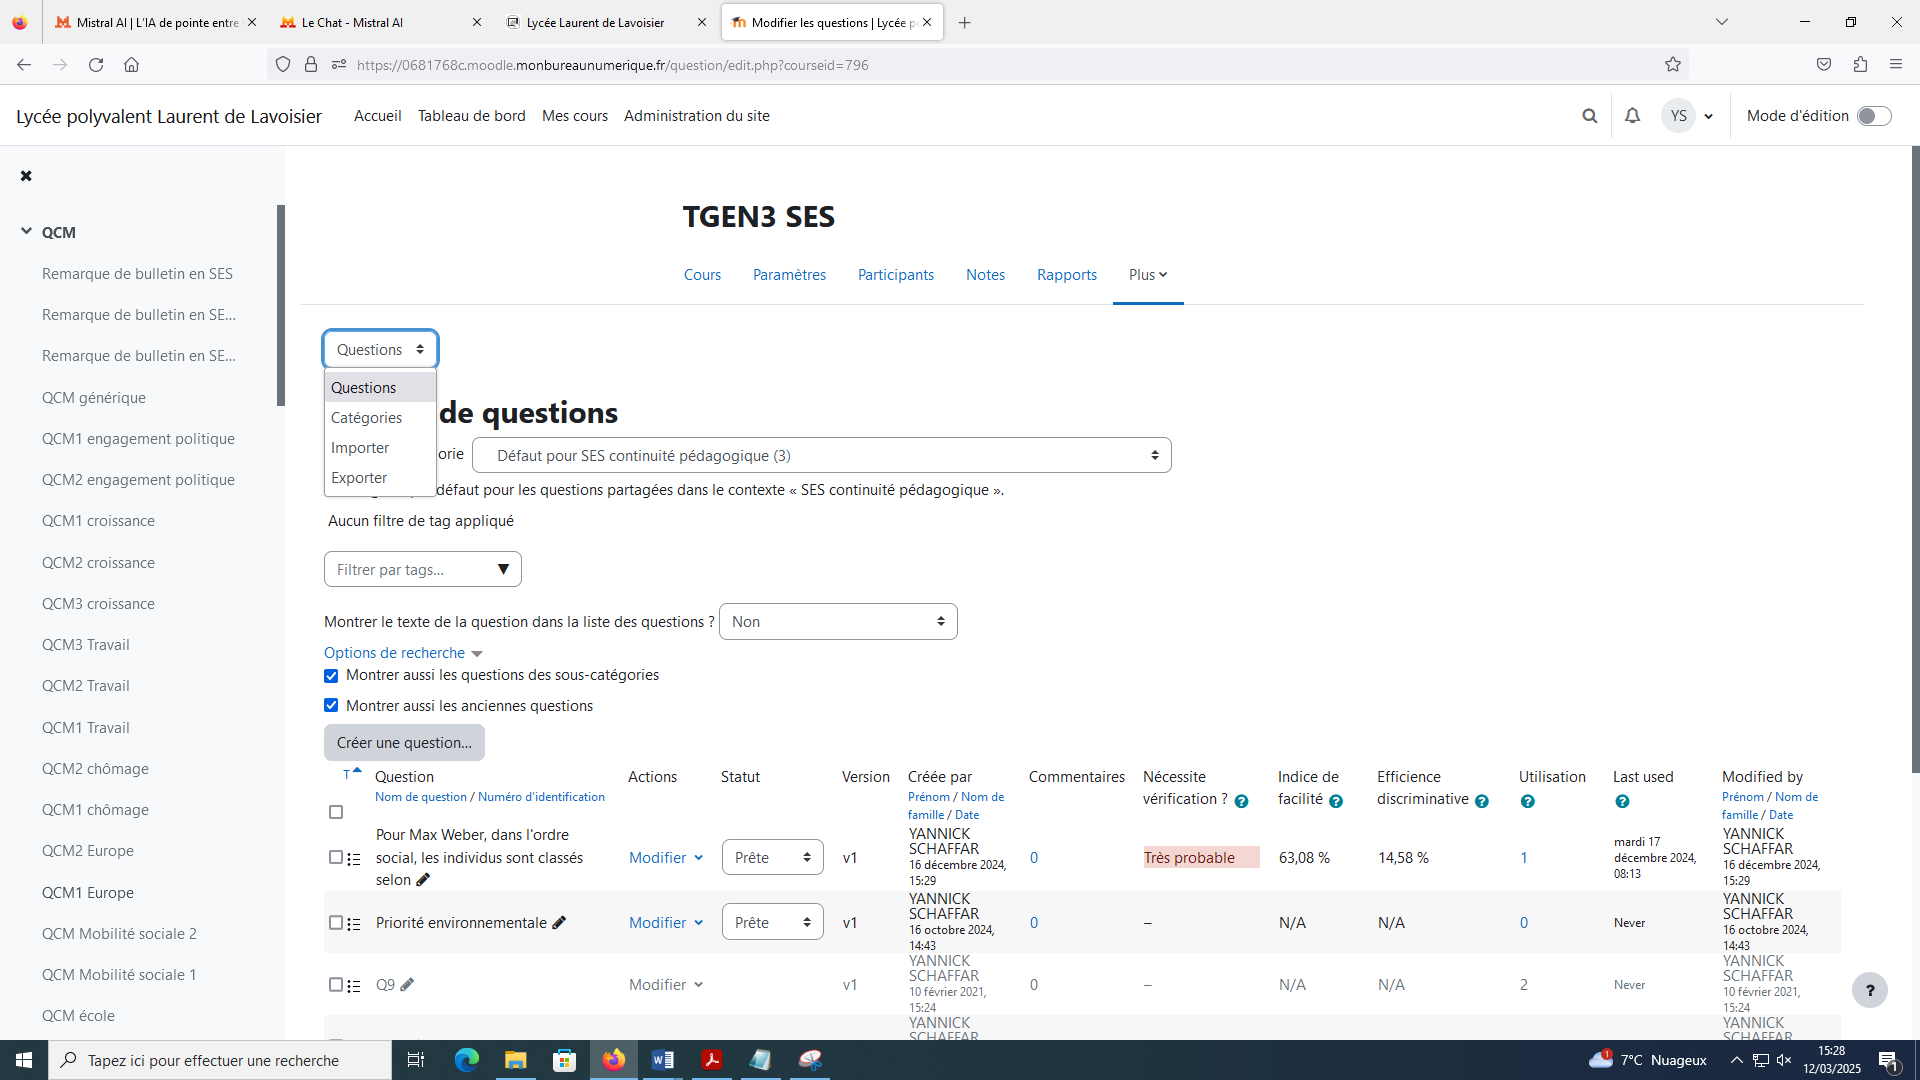 Mistral AI | L'IA de pointe entre
Le Chat - Mistral AI
Lycée Laurent de Lavoisier
Modifier les questions | Lycée p
https://0681768c.moodle.monbureaunumerique.fr/question/edit.php?courseid=796
Lycée polyvalent Laurent de Lavoisier
Accueil
Tableau de bord
Mes cours
Administration du site
YS
Mode d'édition
QCM
Remarque de bulletin en SES
Remarque de bulletin en SE...
Remarque de bulletin en SE...
QCM générique
QCM1 engagement politique
QCM2 engagement politique
QCM1 croissance
QCM2 croissance
QCM3 croissance
QCM3 Travail
QCM2 Travail
QCM1 Travail
QCM2 chômage
QCM1 chômage
QCM2 Europe
QCM1 Europe
QCM Mobilité sociale 2
QCM Mobilité sociale 1
QCM école
TGEN3 SES
Cours
Paramètres
Participants
Notes
Rapports
Plus
Questions
Questions
Catégories
Importer
Exporter
de questions
orie
Défaut pour SES continuité pédagogique (3)
défaut pour les questions partagées dans le contexte « SES continuité pédagogique ».
Aucun filtre de tag appliqué
Filtrer par tags...
Montrer le texte de la question dans la liste des questions ?
Non
Options de recherche
Montrer aussi les questions des sous-catégories
Montrer aussi les anciennes questions
Créer une question...
T
Question
Nom de question / Numéro d'identification
Actions
Statut
Version
Créée par
Prénom / Nom de
famille / Date
Commentaires
Nécessite
vérification ?
Indice de
facilité
Efficience
discriminative
Utilisation
Last used
Modified by
Prénom / Nom de
famille / Date
Pour Max Weber, dans l'ordre
social, les individus sont classés
selon
Modifier
Prête
v1
YANNICK
SCHAFFAR
16 décembre 2024,
15:29
0
Très probable
63,08 %
14,58 %
1
mardi 17
décembre 2024,
08:13
YANNICK
SCHAFFAR
16 décembre 2024,
15:29
Priorité environnementale
Modifier
Prête
v1
YANNICK
SCHAFFAR
16 octobre 2024,
14:43
0
–
N/A
N/A
0
Never
YANNICK
SCHAFFAR
16 octobre 2024,
14:43
Q9
Modifier
v1
YANNICK
SCHAFFAR
10 février 2021,
15:24
0
–
N/A
N/A
2
Never
YANNICK
SCHAFFAR
10 février 2021,
15:24
YANNICK
SCHAFFAR
YANNICK
SCHAFFAR
?
Tapez ici pour effectuer une recherche
1
7°C Nuageux
15:28
12/03/2025
1